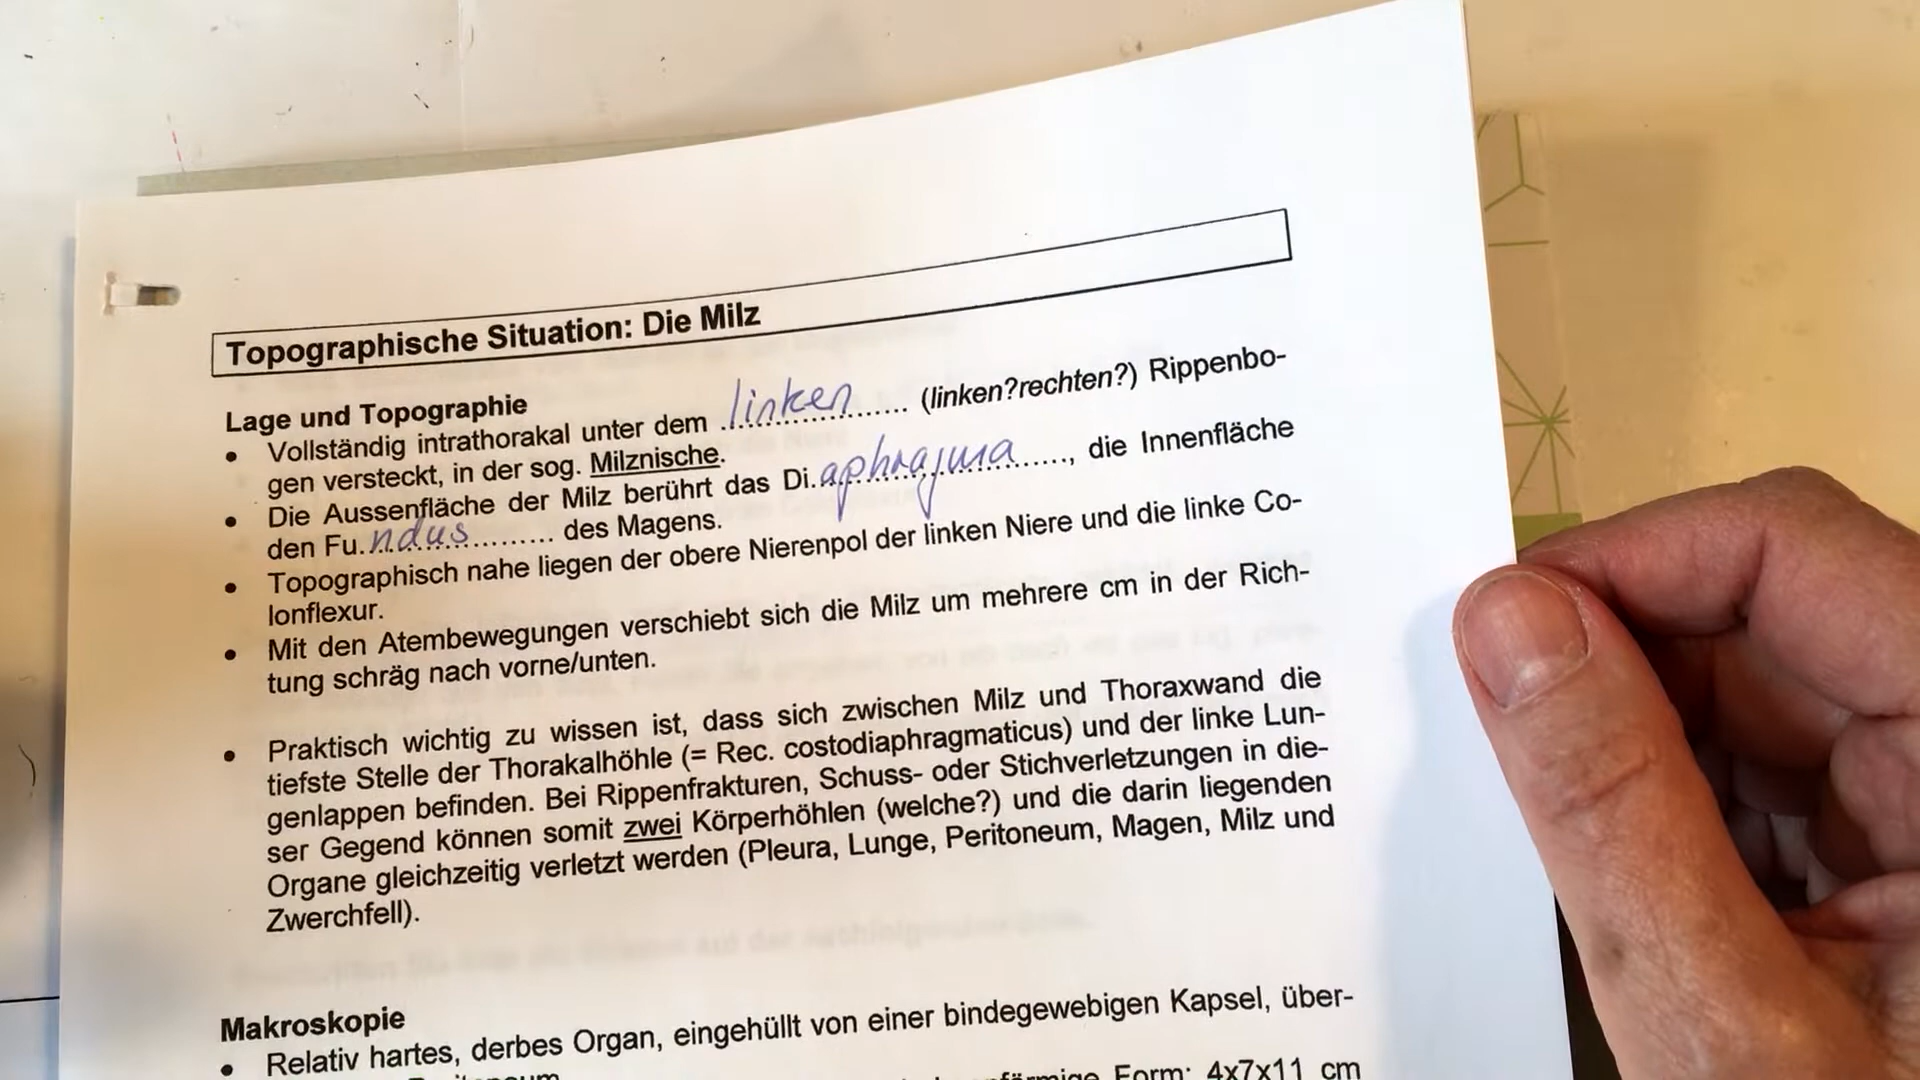 Topographische Situation: Die Milz
Lage und Topographie
• Vollständig intrathorakal unter dem linken (linken?rechten?) Rippenbo-
gen versteckt, in der sog. Milznische.
• Die Aussenfläche der Milz berührt das Di.aphragma......, die Innenfläche
den Fu.ndus.......... des Magens.
• Topographisch nahe liegen der obere Nierenpol der linken Niere und die linke Co-
lonflexur.
• Mit den Atembewegungen verschiebt sich die Milz um mehrere cm in der Rich-
tung schräg nach vorne/unten.
• Praktisch wichtig zu wissen ist, dass sich zwischen Milz und Thoraxwand die
tiefste Stelle der Thorakalhöhle (= Rec. costodiaphragmaticus) und der linke Lun-
genlappen befinden. Bei Rippenfrakturen, Schuss- oder Stichverletzungen in die-
ser Gegend können somit zwei Körperhöhlen (welche?) und die darin liegenden
Organe gleichzeitig verletzt werden (Pleura, Lunge, Peritoneum, Magen, Milz und
Zwerchfell).
Makroskopie
• Relativ hartes, derbes Organ, eingehüllt von einer bindegewebigen Kapsel, über-
Form: 4x7x11 cm